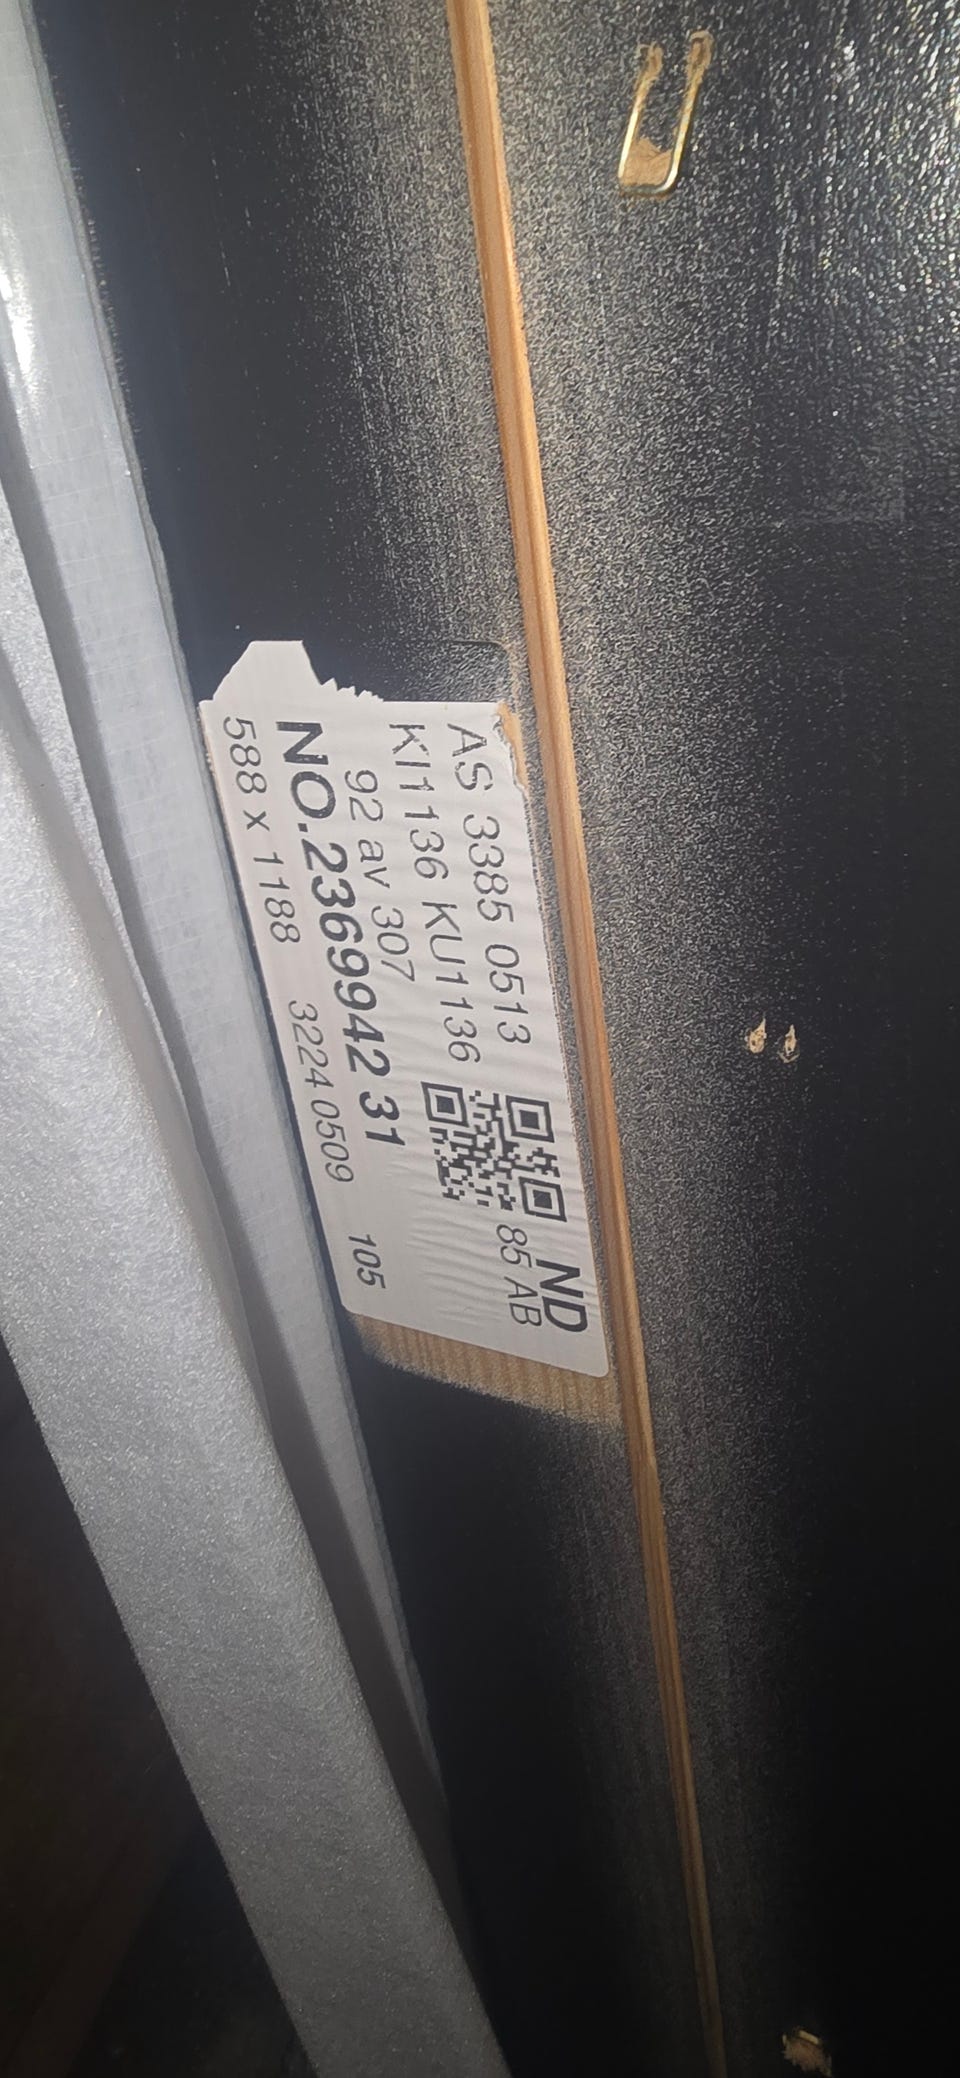 AS 3385 0513 ND
KI1136 KU1136 85 AB
92 av 307
NO.2369942 31
588 x 1188 3224 0509 105